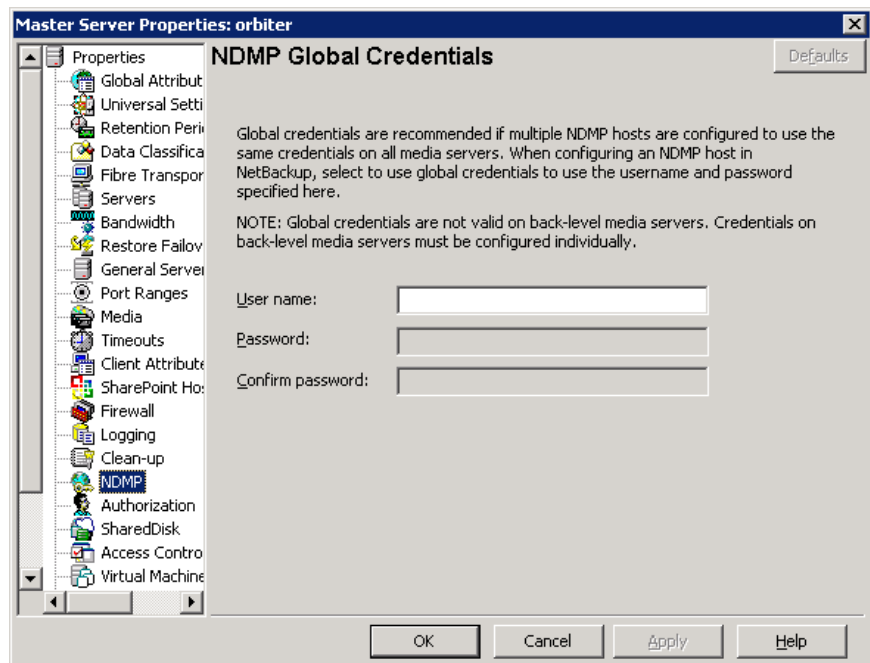 Master Server Properties: orbiter
Properties
Global Attribut
Universal Setti
Retention Peri
Data Classifica
Fibre Transpor
Servers
Bandwidth
Restore Failov
General Server
Port Ranges
Media
Timeouts
Client Attribute
SharePoint Ho
Firewall
Logging
Clean-up
NDMP
Authorization
SharedDisk
Access Contro
Virtual Machine
NDMP Global Credentials
Defaults
Global credentials are recommended if multiple NDMP hosts are configured to use the
same credentials on all media servers. When configuring an NDMP host in
NetBackup, select to use global credentials to use the username and password
specified here.
NOTE: Global credentials are not valid on back-level media servers. Credentials on
back-level media servers must be configured individually.
User name:
Password:
Confirm password:
OK
Cancel
Apply
Help